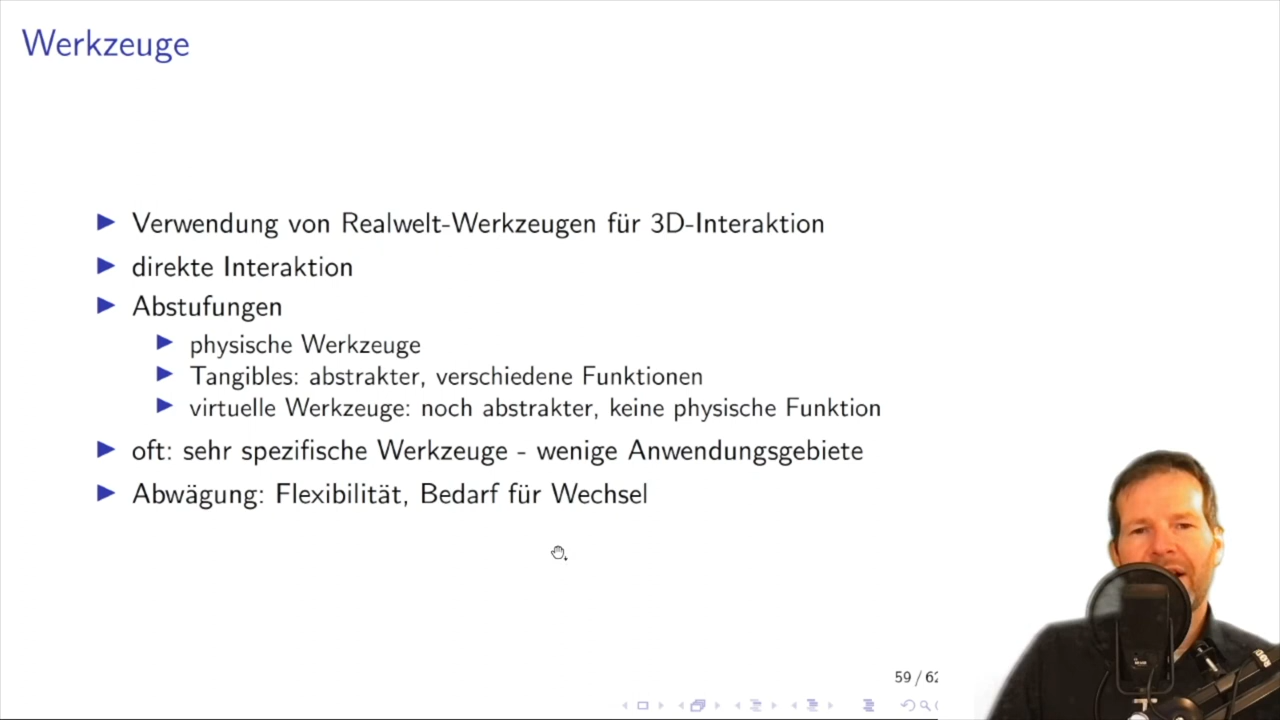 Werkzeuge
Verwendung von Realwelt-Werkzeugen für 3D-Interaktion
direkte Interaktion
Abstufungen
physische Werkzeuge
Tangibles: abstrakter, verschiedene Funktionen
virtuelle Werkzeuge: noch abstrakter, keine physische Funktion
oft: sehr spezifische Werkzeuge - wenige Anwendungsgebiete
Abwägung: Flexibilität, Bedarf für Wechsel
59 / 62